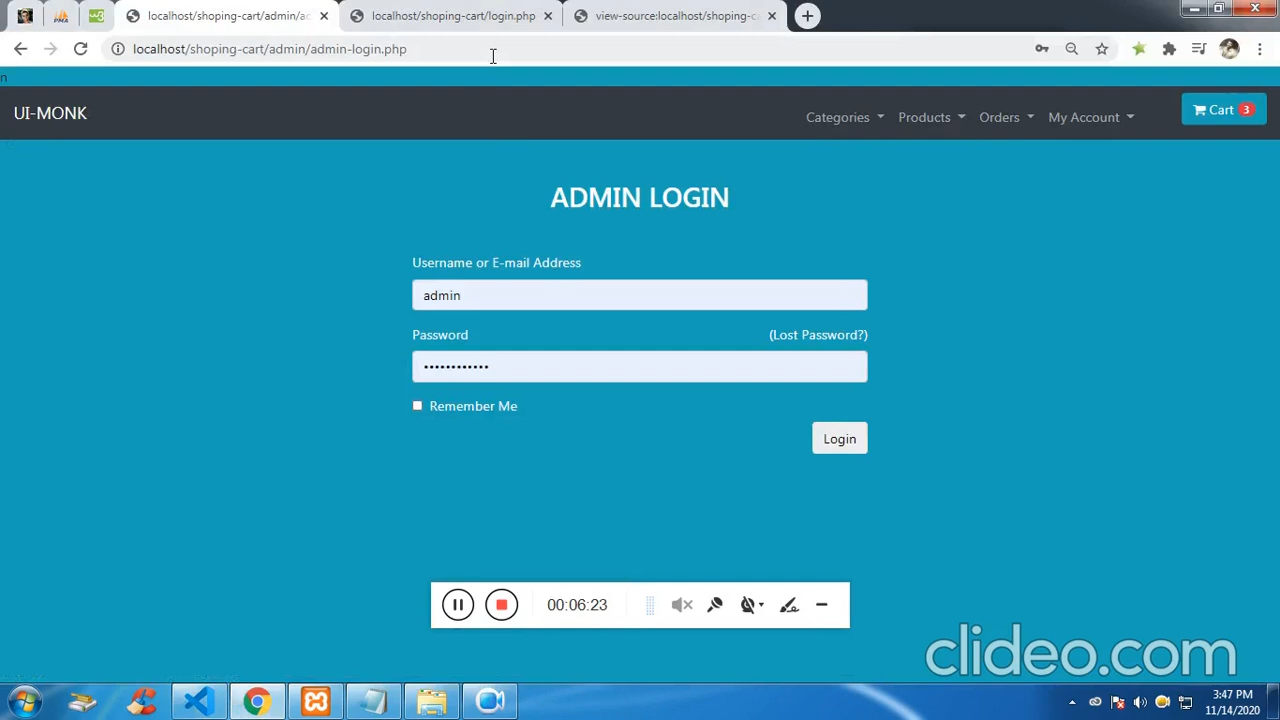 localhost/shoping-cart/admin/a
localhost/shoping-cart/login.p
view-source:localhost/shoping-c
localhost/shoping-cart/admin/admin-login.php
n
UI-MONK
Categories
Products
Orders
My Account
Cart 3
ADMIN LOGIN
Username or E-mail Address
admin
Password
(Lost Password?)
••••••••••••
Remember Me
Login
00:06:23
clideo.com
3:47 PM
11/14/2020